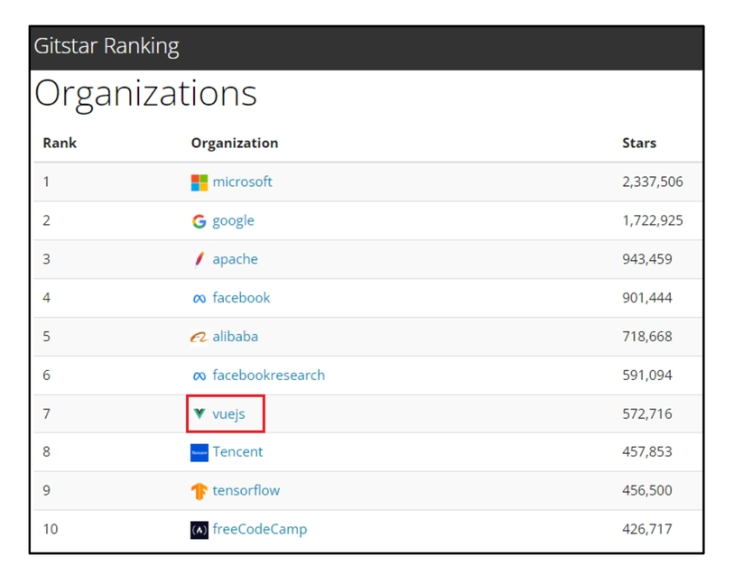 Gitstar Ranking
Organizations
Rank Organization Stars
1 microsoft 2,337,506
2 google 1,722,925
3 apache 943,459
4 facebook 901,444
5 alibaba 718,668
6 facebookresearch 591,094
7 vuejs 572,716
8 Tencent 457,853
9 tensorflow 456,500
10 freeCodeCamp 426,717